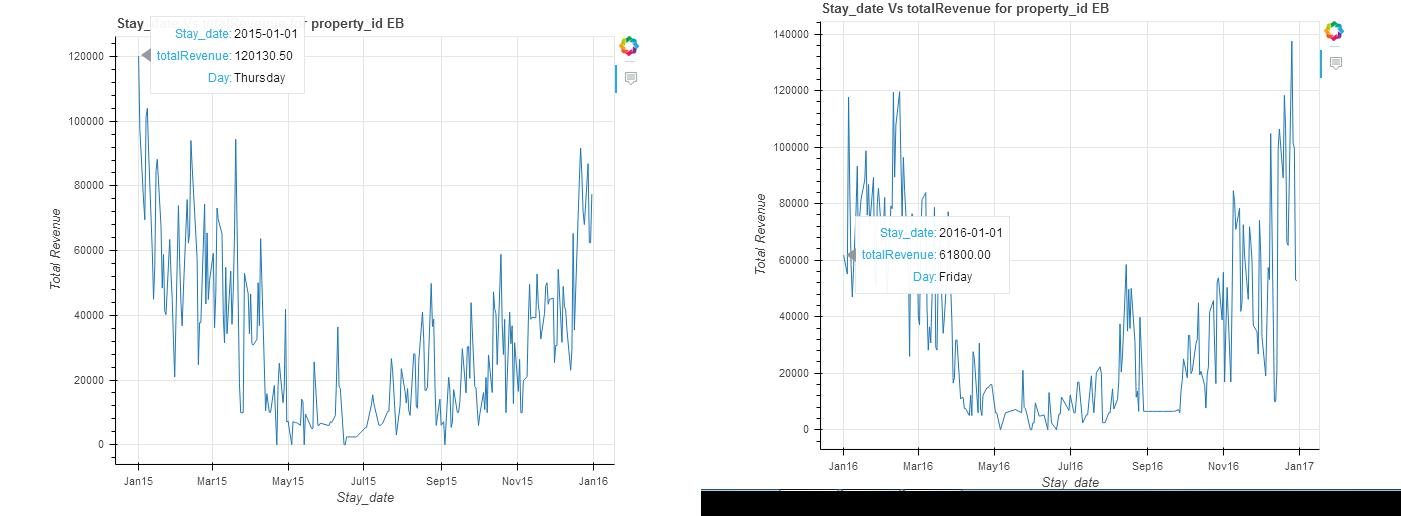 Stay_date Vs totalRevenue for property_id EB
Stay_date: 2015-01-01
totalRevenue: 120130.50
Day: Thursday
120000
100000
80000
60000
40000
20000
0
Total Revenue
Jan15 Mar15 May15 Jul15 Sep15 Nov15 Jan16
Stay_date
Stay_date Vs totalRevenue for property_id EB
140000
120000
100000
80000
60000
40000
20000
0
Total Revenue
Stay_date: 2016-01-01
totalRevenue: 61800.00
Day: Friday
Jan16 Mar16 May16 Jul16 Sep16 Nov16 Jan17
Stay_date